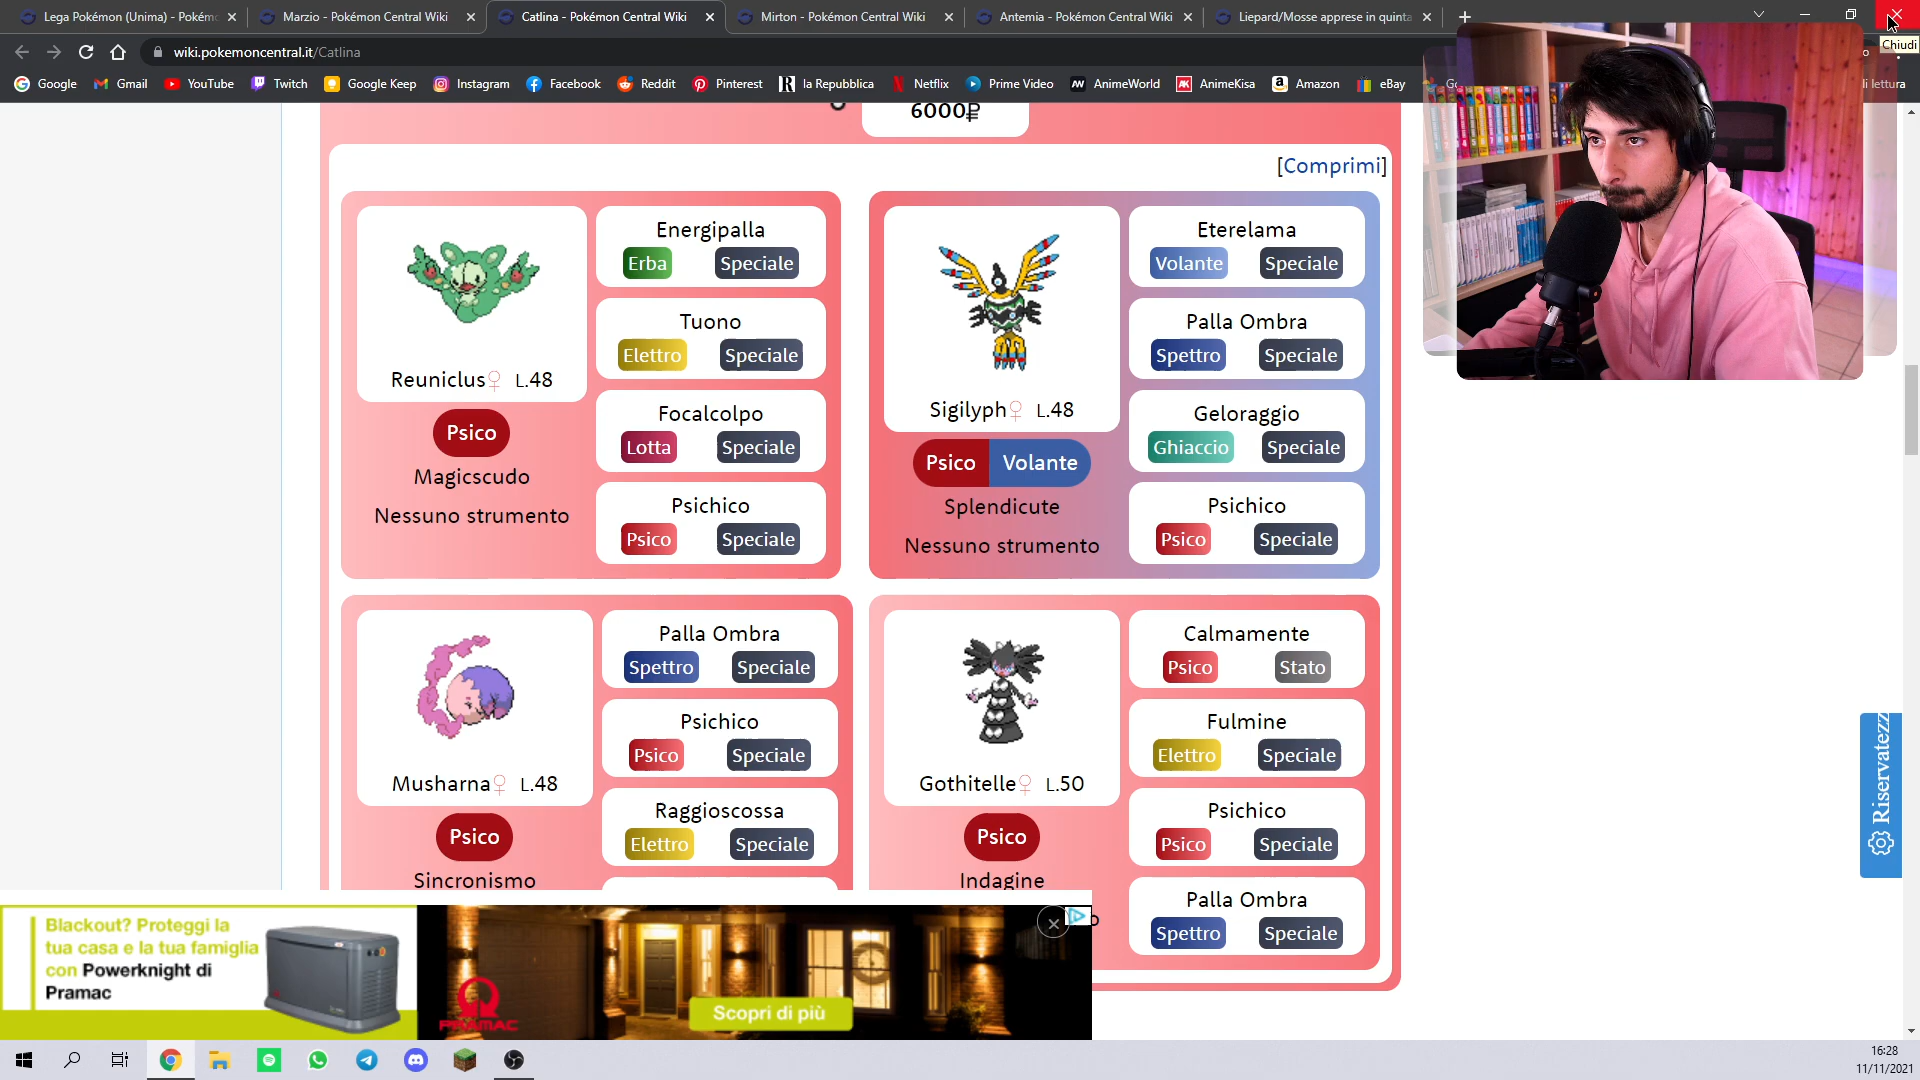 Lega Pokémon (Unima) - Pokém
Marzio - Pokémon Central Wiki
Catlina - Pokémon Central Wiki
Mirton - Pokémon Central Wiki
Antemia - Pokémon Central Wiki
Liepard/Mosse apprese in quinta
Chiudi
wiki.pokemoncentral.it/Catlina
Google
Gmail
YouTube
Twitch
Google Keep
Instagram
Facebook
Reddit
Pinterest
la Repubblica
Netflix
Prime Video
AnimeWorld
AnimeKisa
Amazon
eBay
di lettura
6000₽
[Comprimi]
Reuniclus♀ L.48
Psico
Magicscudo
Nessuno strumento
Energipalla
Erba Speciale
Tuono
Elettro Speciale
Focalcolpo
Lotta Speciale
Psichico
Psico Speciale
Sigilyph♀ L.48
Psico Volante
Splendicute
Nessuno strumento
Eterelama
Volante Speciale
Palla Ombra
Spettro Speciale
Geloraggio
Ghiaccio Speciale
Psichico
Psico Speciale
Musharna♀ L.48
Psico
Sincronismo
Palla Ombra
Spettro Speciale
Psichico
Psico Speciale
Raggioscossa
Elettro Speciale
Gothitelle♀ L.50
Psico
Indagine
Calmamente
Psico Stato
Fulmine
Elettro Speciale
Psichico
Psico Speciale
Palla Ombra
Spettro Speciale
Riservatezz
Blackout? Proteggi la
tua casa e la tua famiglia
con Powerknight di
Pramac
PRAMAC
Scopri di più
16:28
11/11/2021